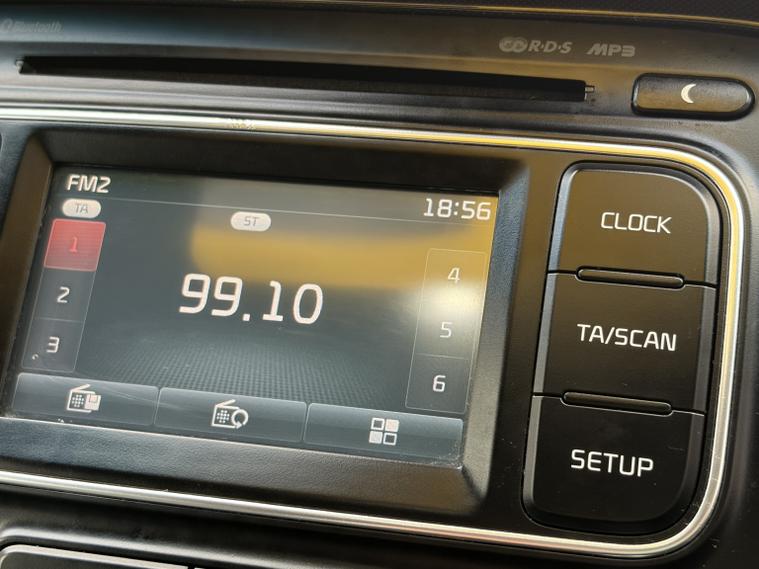 Bluetooth
R·D·S MP3
FM2
18:56
TA
ST
1
2
3
99.10
4
5
6
CLOCK
TA/SCAN
SETUP